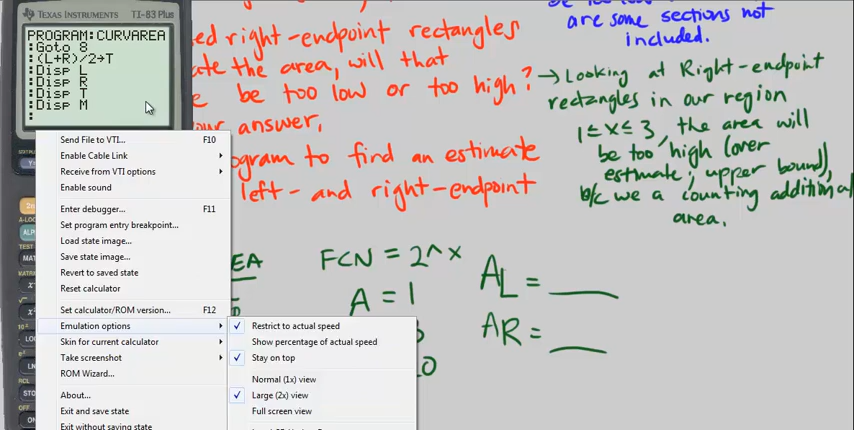 TEXAS INSTRUMENTS TI-83 Plus
PROGRAM:CURVAREA
:Goto 8
:(L+R)/2→T
:Disp L
:Disp R
:Disp T
:Disp M
:
Send File to VTI... F10
Enable Cable Link
Receive from VTI options
Enable sound
Enter debugger... F11
Set program entry breakpoint...
Load state image...
Save state image...
Revert to saved state
Reset calculator
Set calculator/ROM version... F12
Emulation options
Skin for current calculator
Take screenshot
ROM Wizard...
About...
Exit and save state
Exit without saving state
Restrict to actual speed
Show percentage of actual speed
Stay on top
Normal (1x) view
Large (2x) view
Full screen view
ed right-endpoint rectangles
ate the area, will that
be too low or too high?
our answer.
ogram to find an estimate
left- and right-endpoint
are some sections not
included.
→Looking at Right-endpoint
rectangles in our region
1≤x≤3, the area will
be too high (over
estimate; upper bound),
b/c we a counting additional
area.
EA
FCN = 2^x
A = 1
AL = ____
AR = ____